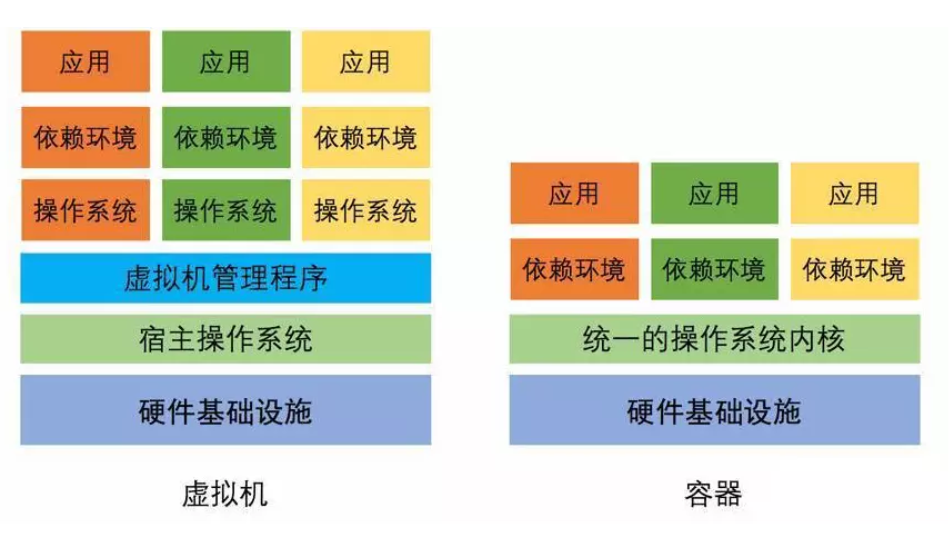 应用 应用 应用
依赖环境 依赖环境 依赖环境
操作系统 操作系统 操作系统
虚拟机管理程序
宿主操作系统
硬件基础设施
虚拟机
应用 应用 应用
依赖环境 依赖环境 依赖环境
统一的操作系统内核
硬件基础设施
容器